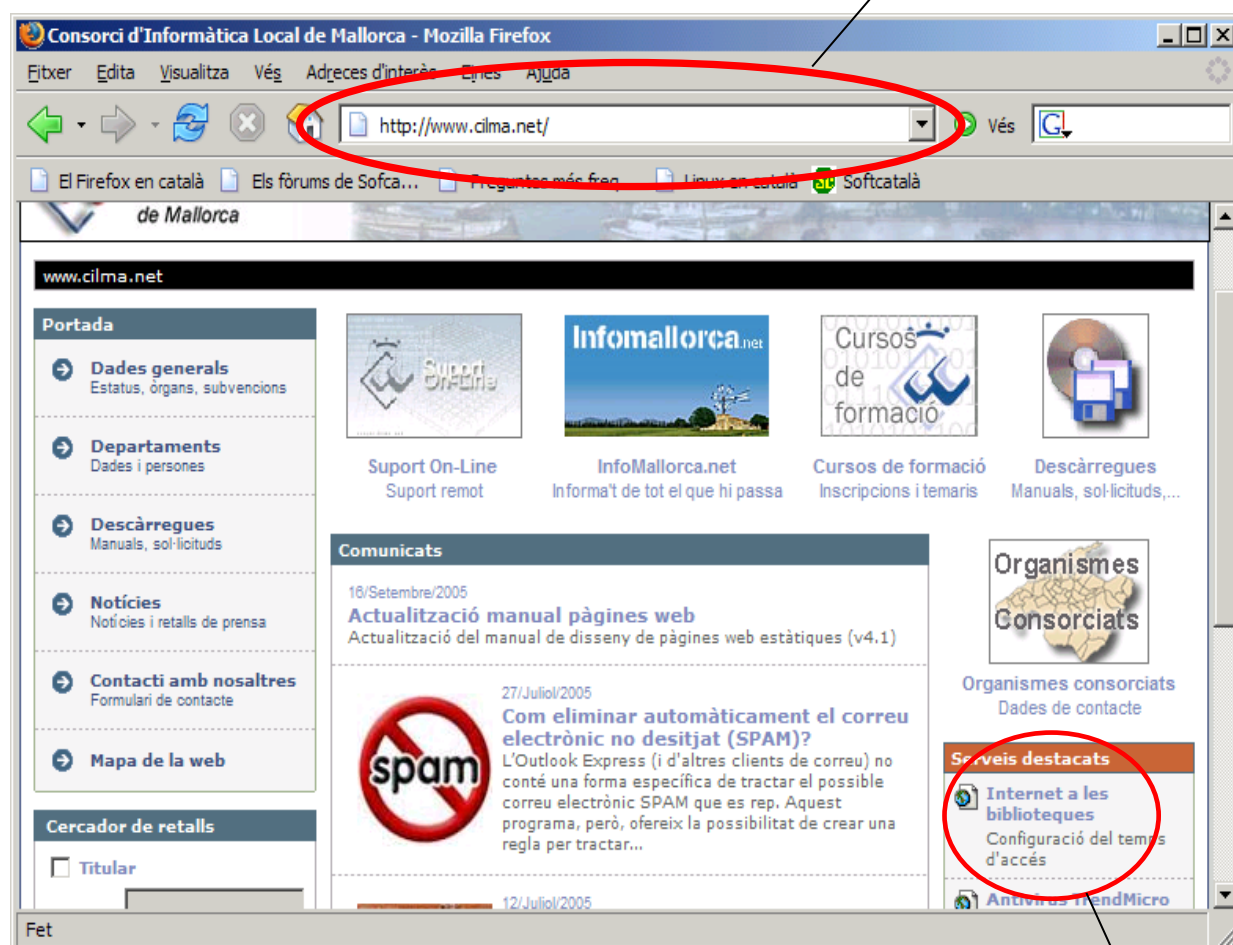 Consorci d'Informàtica Local de Mallorca - Mozilla Firefox
Fitxer Edita Visualitza Vés Adreces d'interès Eines Ajuda
http://www.cilma.net/
Vés
G
El Firefox en català Els fòrums de Sofca... Preguntes més freq... Linux en català Softcatalà
de Mallorca
www.cilma.net
Portada
Dades generals
Estatus, òrgans, subvencions
Departaments
Dades i persones
Descàrregues
Manuals, sol·licituds
Notícies
Notícies i retalls de prensa
Contacti amb nosaltres
Formulari de contacte
Mapa de la web
Cercador de retalls
Titular
Suport
On-Line
Suport On-Line
Suport remot
Infomallorca.net
InfoMallorca.net
Informa't de tot el que hi passa
Cursos
de
formació
Cursos de formació
Inscripcions i temaris
Descàrregues
Manuals, sol·licituds,...
Comunicats
16/Setembre/2005
Actualització manual pàgines web
Actualització del manual de disseny de pàgines web estàtiques (v4.1)
spam
27/Juliol/2005
Com eliminar automàticament el correu
electrònic no desitjat (SPAM)?
L'Outlook Express (i d'altres clients de correu) no
conté una forma específica de tractar el possible
correu electrònic SPAM que es rep. Aquest
programa, però, ofereix la possibilitat de crear una
regla per tractar...
12/Juliol/2005
Organismes
Consorciats
Organismes consorciats
Dades de contacte
Serveis destacats
Internet a les
biblioteques
Configuració del temps
d'accés
Antivirus TrendMicro
Fet